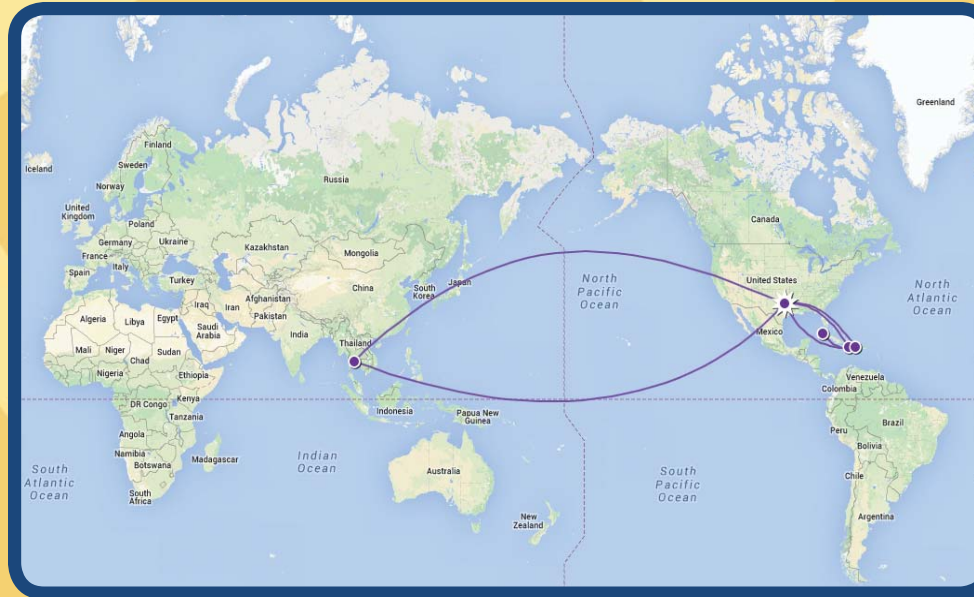 Greenland
Iceland
Finland
Sweden
Norway
Russia
United
Kingdom
Poland
Germany
Ukraine
France
Spain
Italy
Turkey
Kazakhstan
Mongolia
China
South
Korea
Japan
Afghanistan
Iraq
Iran
Pakistan
Algeria
Libya
Egypt
Saudi
Arabia
India
Thailand
Mali
Niger
Chad
Sudan
Nigeria
Ethiopia
Kenya
DR Congo
Tanzania
Angola
Namibia
Botswana
Madagascar
South
Africa
Indonesia
Papua New
Guinea
Australia
New
Zealand
South
Atlantic
Ocean
Indian
Ocean
North
Pacific
Ocean
South
Pacific
Ocean
Canada
United States
Mexico
North
Atlantic
Ocean
Venezuela
Colombia
Peru
Brazil
Bolivia
Chile
Argentina